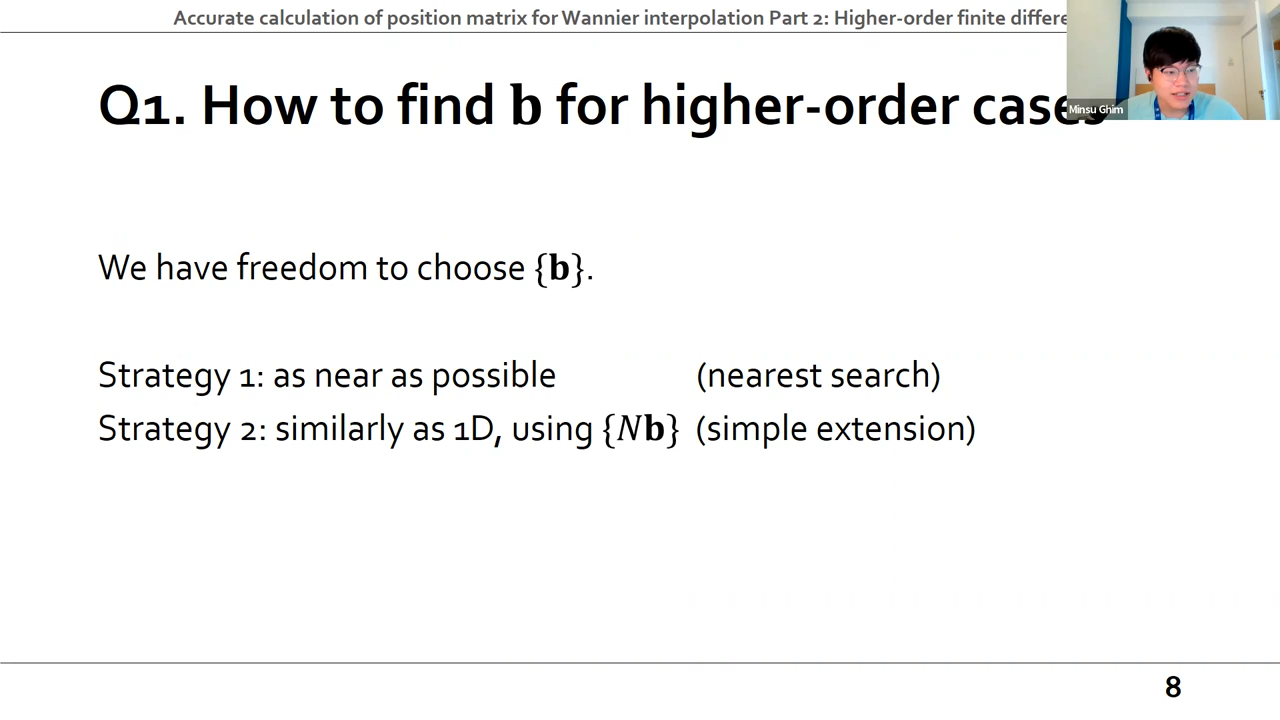 Accurate calculation of position matrix for Wannier interpolation Part 2: Higher-order finite differe
Minsu Ghim
Q1. How to find b for higher-order cases
We have freedom to choose {b}.
Strategy 1: as near as possible (nearest search)
Strategy 2: similarly as 1D, using {Nb} (simple extension)
8